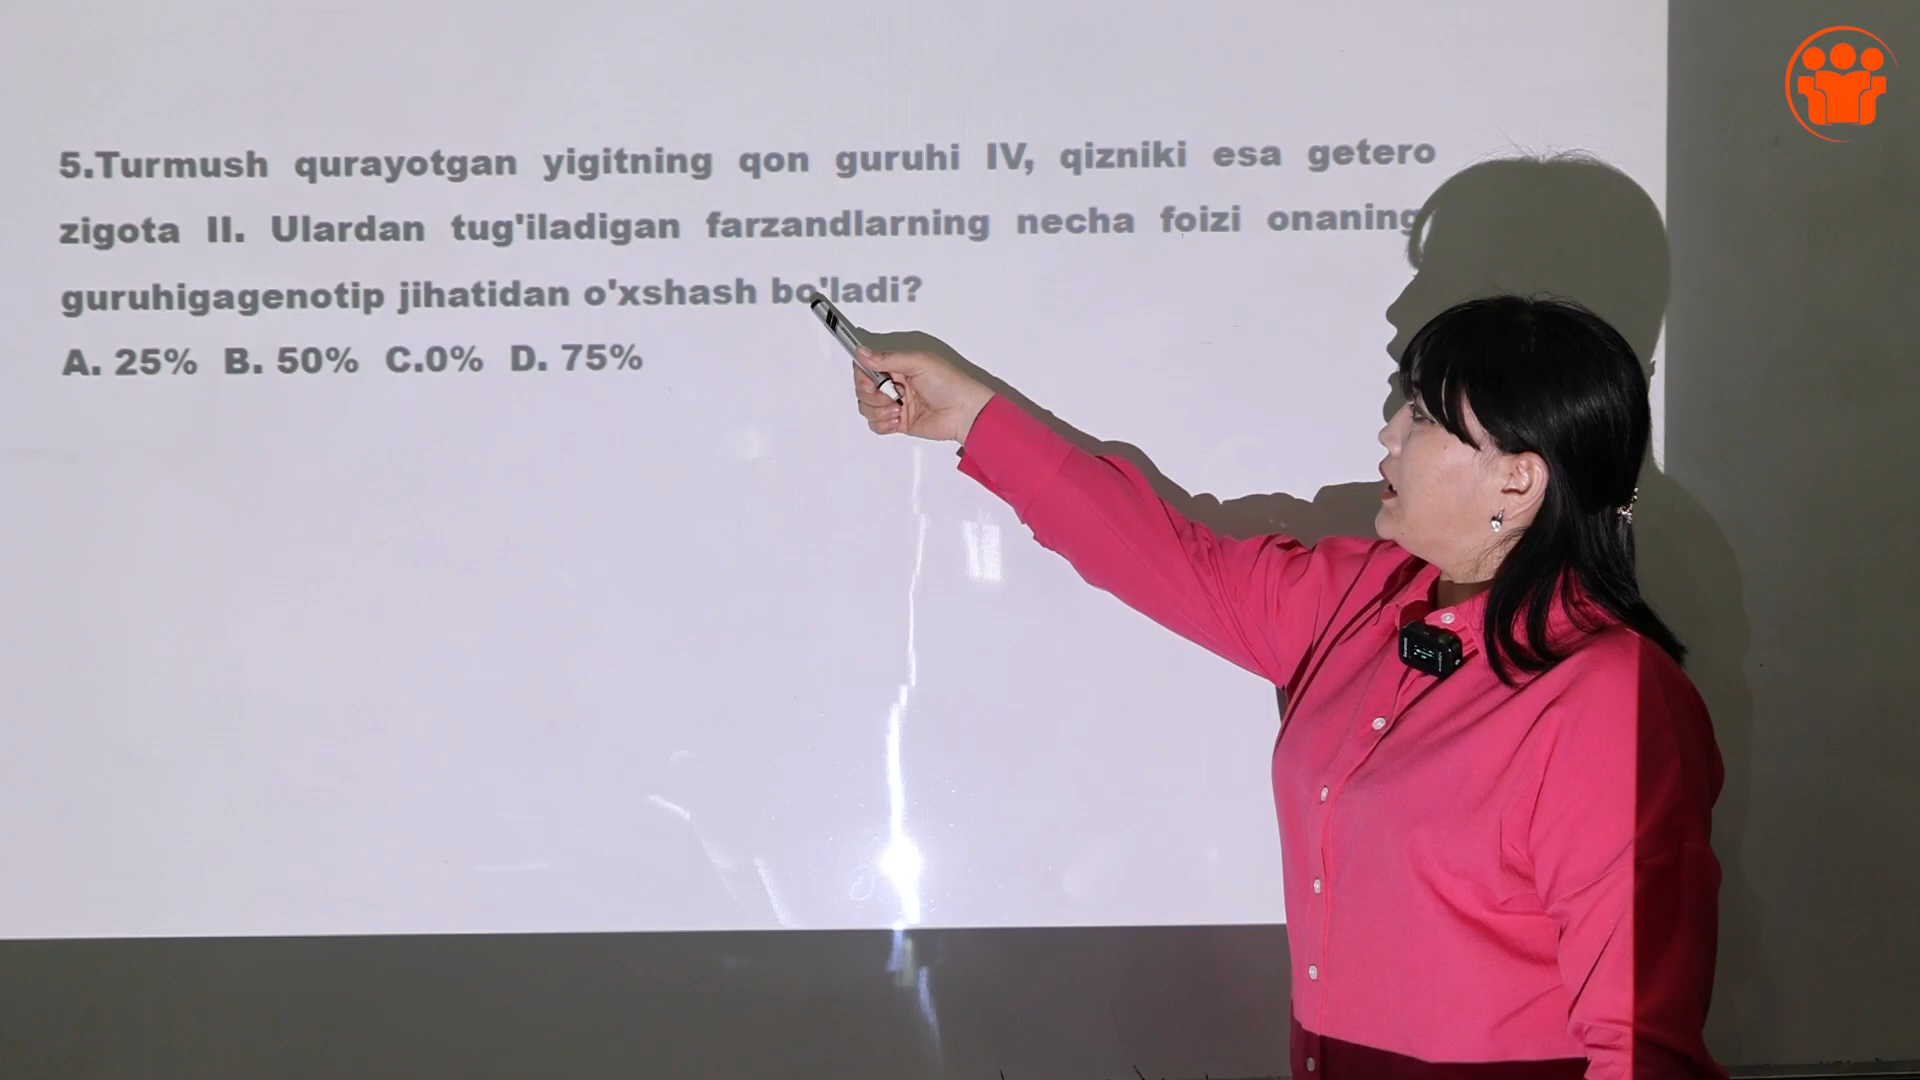 5.Turmush qurayotgan yigitning qon guruhi IV, qizniki esa getero
zigota II. Ulardan tug'iladigan farzandlarning necha foizi onaning
guruhigagenotip jihatidan o'xshash bo'ladi?
A. 25% B. 50% C.0% D. 75%